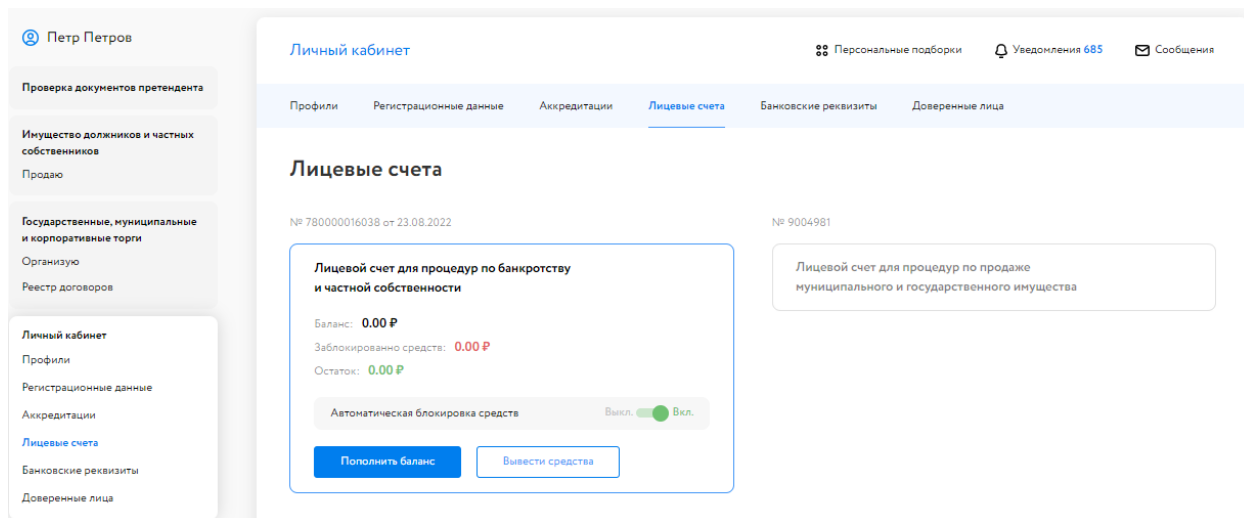 Петр Петров
Проверка документов претендента
Имущество должников и частных
собственников
Продаю
Государственные, муниципальные
и корпоративные торги
Организую
Реестр договоров
Личный кабинет
Профили
Регистрационные данные
Аккредитации
Лицевые счета
Банковские реквизиты
Доверенные лица
Личный кабинет
Персональные подборки
Уведомления 685
Сообщения
Профили
Регистрационные данные
Аккредитации
Лицевые счета
Банковские реквизиты
Доверенные лица
Лицевые счета
№ 780000016038 от 23.08.2022
Лицевой счет для процедур по банкротству
и частной собственности
Баланс: 0.00 ₽
Заблокированно средств: 0.00 ₽
Остаток: 0.00 ₽
Автоматическая блокировка средств Выкл. Вкл.
Пополнить баланс
Вывести средства
№ 9004981
Лицевой счет для процедур по продаже
муниципального и государственного имущества